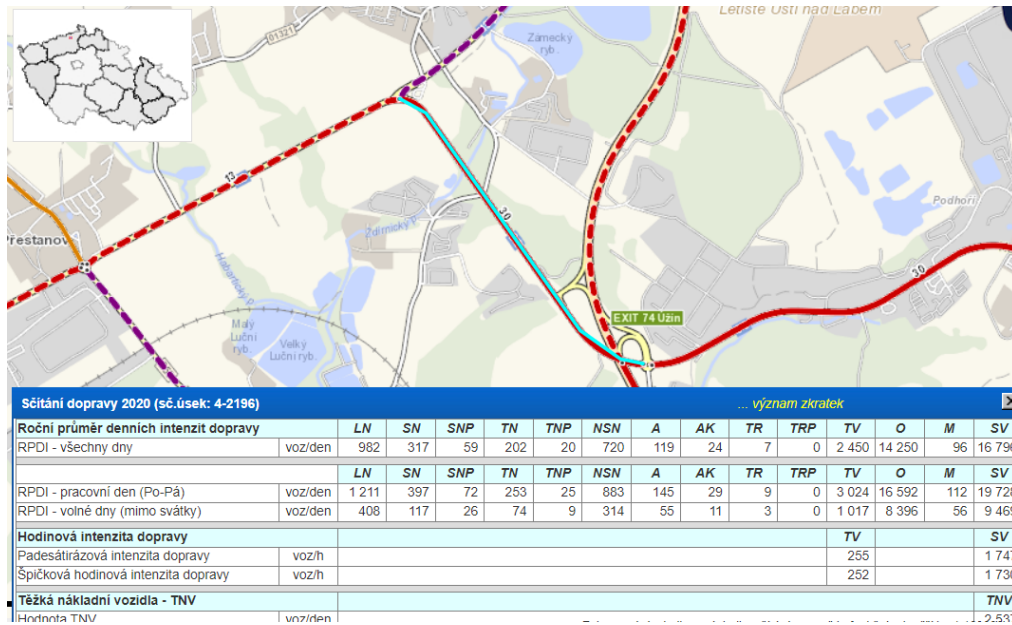 Letiště Ústí nad Labem
01321
Zámecký
ryb.
13
30
Ždírnický P.
Podhoří
Přestanov
Habartický P.
30
EXIT 74 Úžín
Malý
Luční
ryb.
Velký
Luční ryb.
Sčítání dopravy 2020 (sč.úsek: 4-2196) ... význam zkratek
Roční průměr denních intenzit dopravy LN SN SNP TN TNP NSN A AK TR TRP TV O M SV
RPDI - všechny dny voz/den 982 317 59 202 20 720 119 24 7 0 2 450 14 250 96 16 796
LN SN SNP TN TNP NSN A AK TR TRP TV O M SV
RPDI - pracovní den (Po-Pá) voz/den 1 211 397 72 253 25 883 145 29 9 0 3 024 16 592 112 19 728
RPDI - volné dny (mimo svátky) voz/den 408 117 26 74 9 314 55 11 3 0 1 017 8 396 56 9 469
Hodinová intenzita dopravy TV SV
Padesátirázová intenzita dopravy voz/h 255 1 747
Špičková hodinová intenzita dopravy voz/h 252 1 730
Těžká nákladní vozidla - TNV TNV
Hodnota TNV voz/den 2 537